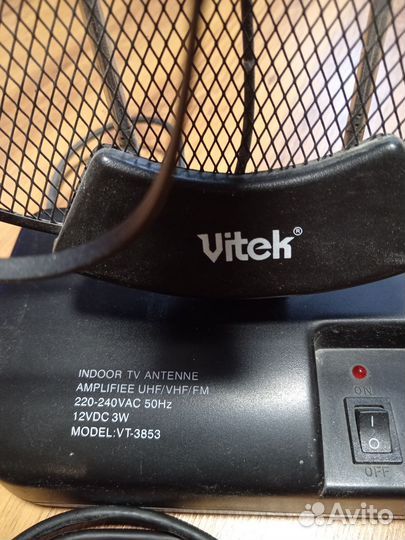 Vitek®
INDOOR TV ANTENNE
AMPLIFIEE UHF/VHF/FM
220-240VAC 50Hz
12VDC 3W
MODEL:VT-3853
ON
I
O
OFF
Avito